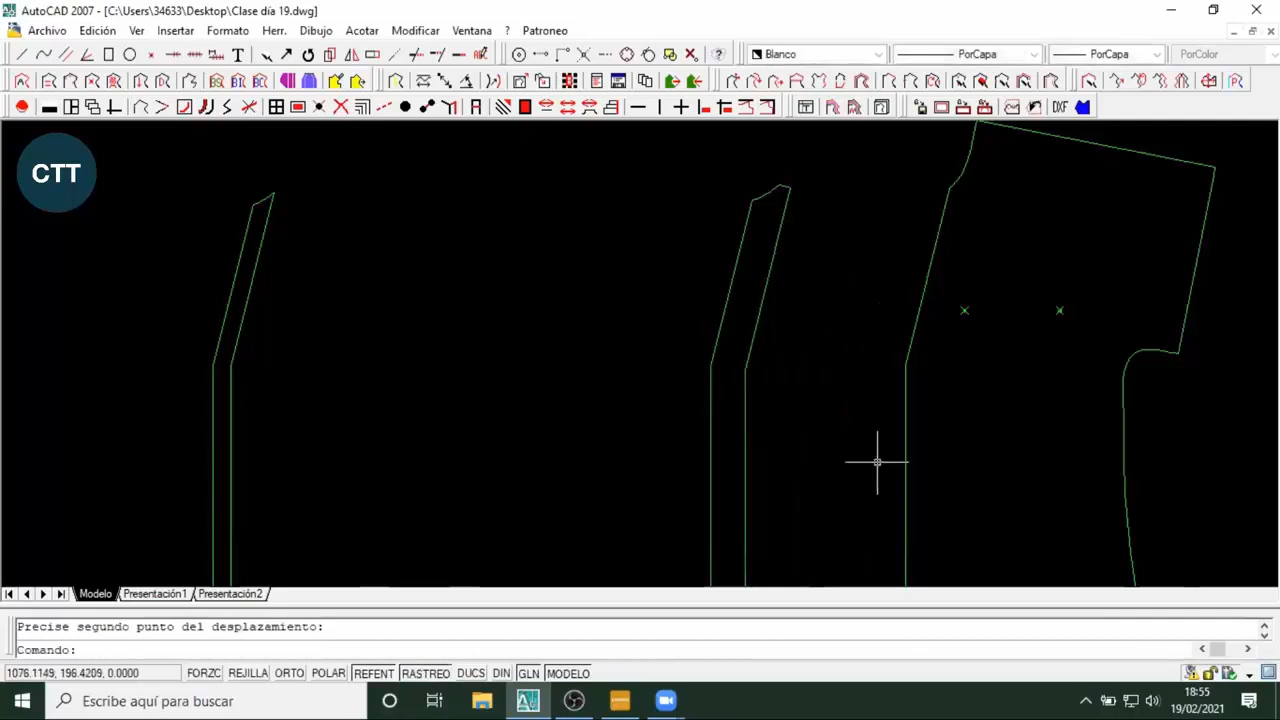 AutoCAD 2007 - [C:\Users\34633\Desktop\Clase día 19.dwg]
Archivo Edición Ver Insertar Formato Herr. Dibujo Acotar Modificar Ventana ? Patroneo
Blanco PorCapa PorCapa PorColor
DXF
CTT
Modelo Presentación1 Presentación2
Precise segundo punto del desplazamiento:
Comando:
1076.1149, 196.4209, 0.0000 FORZC REJILLA ORTO POLAR REFENT RASTREO DUCS DIN GLN MODELO
Escribe aquí para buscar
18:55
19/02/2021